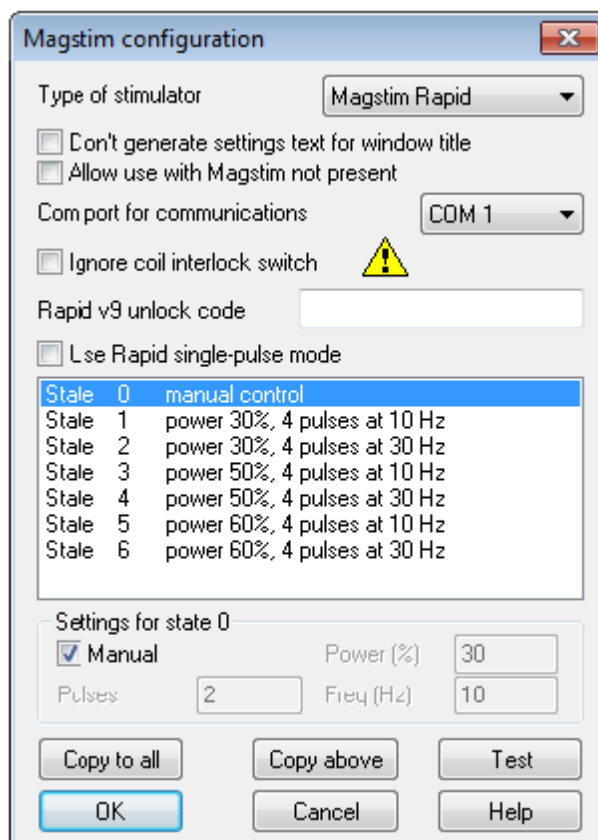 Magstim configuration
Type of stimulator Magstim Rapid
Don't generate settings text for window title
Allow use with Magstim not present
Com port for communications COM 1
Ignore coil interlock switch
Rapid v9 unlock code
Use Rapid single-pulse mode
State 0 manual control
State 1 power 30%, 4 pulses at 10 Hz
State 2 power 30%, 4 pulses at 30 Hz
State 3 power 50%, 4 pulses at 10 Hz
State 4 power 50%, 4 pulses at 30 Hz
State 5 power 60%, 4 pulses at 10 Hz
State 6 power 60%, 4 pulses at 30 Hz
Settings for state 0
Manual Power (%) 30
Pulses 2 Freq (Hz) 10
Copy to all Copy above Test
OK Cancel Help